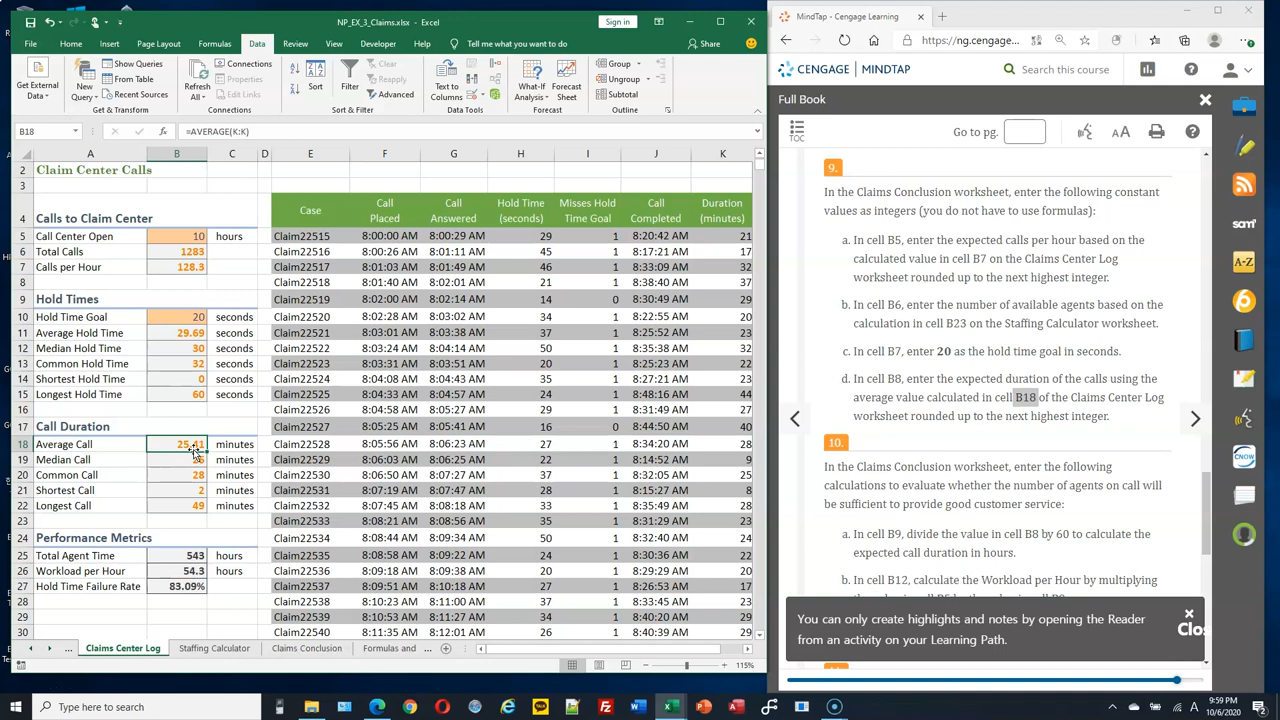 NP_EX_3_Claims.xlsx - Excel
Sign in
File Home Insert Page Layout Formulas Data Review View Developer Help Tell me what you want to do Share
Get External Data
New Query
Show Queries
From Table
Recent Sources
Get & Transform
Refresh All
Connections
Properties
Edit Links
Connections
Sort
Filter
Clear
Reapply
Advanced
Sort & Filter
Text to Columns
Data Tools
What-If Analysis
Forecast Sheet
Forecast
Group
Ungroup
Subtotal
Outline
B18 fx =AVERAGE(K:K)
A B C D E F G H I J K
2 Claim Center Calls
3
4 Calls to Claim Center Case Call Placed Call Answered Hold Time (seconds) Misses Hold Time Goal Call Completed Duration (minutes)
5 Call Center Open 10 hours Claim22515 8:00:00 AM 8:00:29 AM 29 1 8:20:42 AM 21
6 Total Calls 1283 Claim22516 8:00:26 AM 8:01:11 AM 45 1 8:17:21 AM 17
7 Calls per Hour 128.3 Claim22517 8:01:03 AM 8:01:49 AM 46 1 8:33:09 AM 32
8 Claim22518 8:01:40 AM 8:02:01 AM 21 1 8:38:40 AM 37
9 Hold Times Claim22519 8:02:00 AM 8:02:14 AM 14 0 8:30:49 AM 29
10 Hold Time Goal 20 seconds Claim22520 8:02:28 AM 8:03:02 AM 34 1 8:22:55 AM 20
11 Average Hold Time 29.69 seconds Claim22521 8:03:01 AM 8:03:38 AM 37 1 8:25:52 AM 23
12 Median Hold Time 30 seconds Claim22522 8:03:24 AM 8:04:14 AM 50 1 8:35:38 AM 32
13 Common Hold Time 32 seconds Claim22523 8:03:31 AM 8:03:51 AM 20 1 8:25:13 AM 22
14 Shortest Hold Time 0 seconds Claim22524 8:04:08 AM 8:04:43 AM 35 1 8:27:21 AM 23
15 Longest Hold Time 60 seconds Claim22525 8:04:33 AM 8:05:07 AM 34 1 8:48:16 AM 44
16 Claim22526 8:04:58 AM 8:05:27 AM 29 1 8:31:49 AM 27
17 Call Duration Claim22527 8:05:25 AM 8:05:41 AM 16 0 8:44:50 AM 40
18 Average Call minutes Claim22528 8:05:56 AM 8:06:23 AM 27 1 8:34:20 AM 28
19 Median Call minutes Claim22529 8:06:03 AM 8:06:25 AM 22 1 8:14:52 AM 9
20 Common Call 28 minutes Claim22530 8:06:50 AM 8:07:27 AM 37 1 8:32:05 AM 25
21 Shortest Call 2 minutes Claim22531 8:07:19 AM 8:07:47 AM 28 1 8:15:27 AM 8
22 Longest Call 49 minutes Claim22532 8:07:45 AM 8:08:18 AM 33 1 8:32:02 AM 24
23 Claim22533 8:08:21 AM 8:08:56 AM 35 1 8:31:29 AM 23
24 Performance Metrics Claim22534 8:08:44 AM 8:09:34 AM 50 1 8:32:40 AM 24
25 Total Agent Time 543 hours Claim22535 8:08:58 AM 8:09:22 AM 24 1 8:30:36 AM 22
26 Workload per Hour 54.3 hours Claim22536 8:09:18 AM 8:09:38 AM 20 1 8:29:29 AM 20
27 Hold Time Failure Rate 83.09% Claim22537 8:09:51 AM 8:10:18 AM 27 1 8:26:53 AM 17
28 Claim22538 8:10:23 AM 8:11:00 AM 37 1 8:33:45 AM 23
29 Claim22539 8:10:53 AM 8:11:27 AM 34 1 8:40:20 AM 29
30 Claim22540 8:11:35 AM 8:12:01 AM 26 1 8:40:39 AM 29
... Claims Center Log Staffing Calculator Claims Conclusion Formulas and ...
115%
MindTap - Cengage Learning
https://ng.cengage...
CENGAGE MINDTAP
Search this course
Full Book
TOC
Go to pg.
AA
9.
In the Claims Conclusion worksheet, enter the following constant
values as integers (you do not have to use formulas):
a. In cell B5, enter the expected calls per hour based on the
calculated value in cell B7 on the Claims Center Log
worksheet rounded up to the next highest integer.
b. In cell B6, enter the number of available agents based on the
calculation in cell B23 on the Staffing Calculator worksheet.
c. In cell B7, enter 20 as the hold time goal in seconds.
d. In cell B8, enter the expected duration of the calls using the
average value calculated in cell B18 of the Claims Center Log
worksheet rounded up to the next highest integer.
10.
In the Claims Conclusion worksheet, enter the following
calculations to evaluate whether the number of agents on call will
be sufficient to provide good customer service:
a. In cell B9, divide the value in cell B8 by 60 to calculate the
expected call duration in hours.
b. In cell B12, calculate the Workload per Hour by multiplying
You can only create highlights and notes by opening the Reader
from an activity on your Learning Path.
Clo
sam
A-Z
CNOW
Type here to search
9:59 PM
10/6/2020